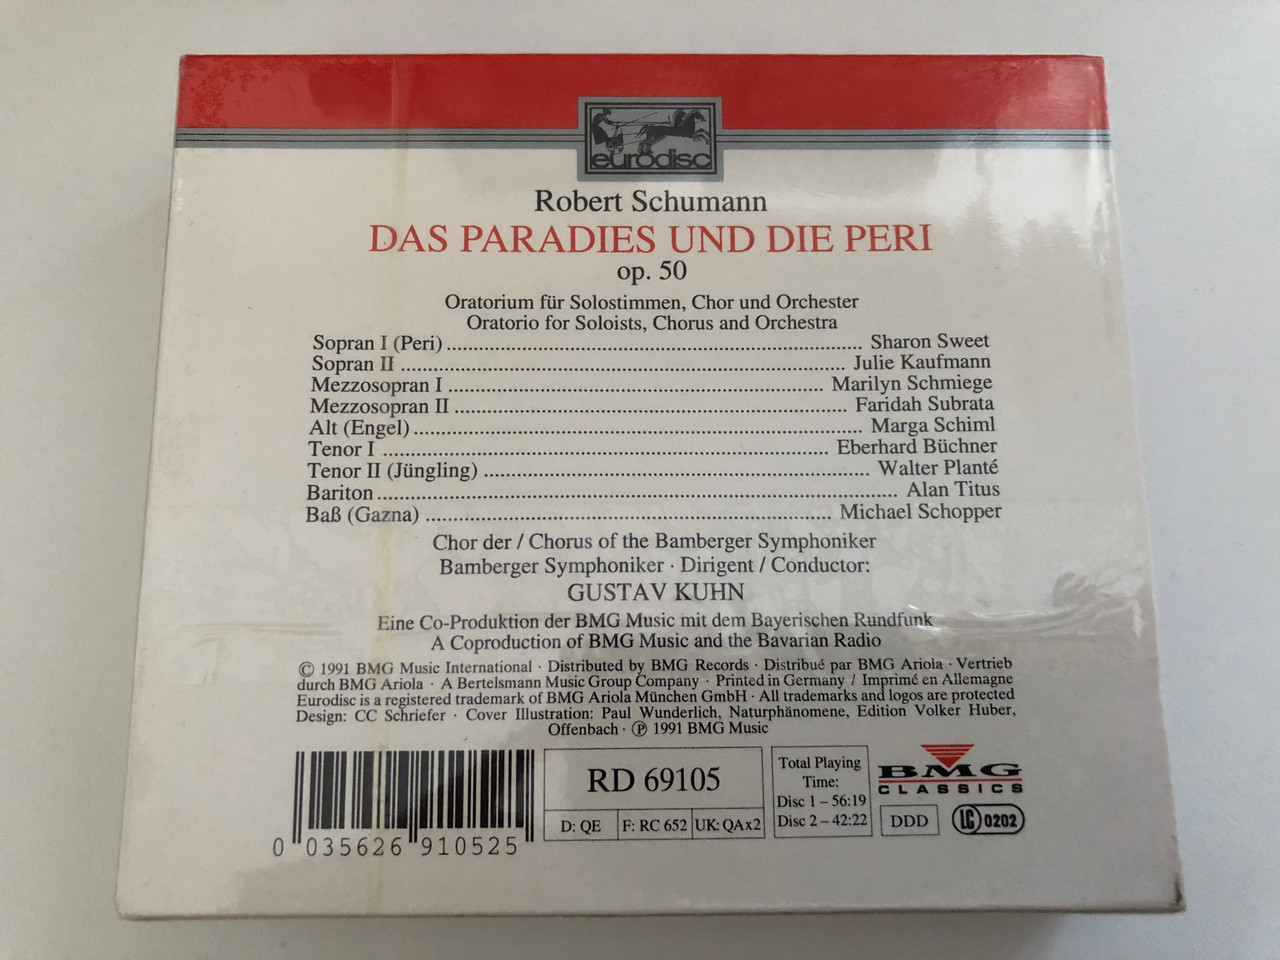 eurodisc
Robert Schumann
DAS PARADIES UND DIE PERI
op. 50
Oratorium für Solostimmen, Chor und Orchester
Oratorio for Soloists, Chorus and Orchestra
Sopran I (Peri) ........ Sharon Sweet
Sopran II ........ Julie Kaufmann
Mezzosopran I ........ Marilyn Schmiege
Mezzosopran II ........ Faridah Subrata
Alt (Engel) ........ Marga Schiml
Tenor I ........ Eberhard Büchner
Tenor II (Jüngling) ........ Walter Planté
Bariton ........ Alan Titus
Baß (Gazna) ........ Michael Schopper
Chor der / Chorus of the Bamberger Symphoniker
Bamberger Symphoniker · Dirigent / Conductor:
GUSTAV KUHN
Eine Co-Produktion der BMG Music mit dem Bayerischen Rundfunk
A Coproduction of BMG Music and the Bavarian Radio
© 1991 BMG Music International · Distributed by BMG Records · Distribué par BMG Ariola · Vertrieb
durch BMG Ariola · A Bertelsmann Music Group Company · Printed in Germany / Imprimé en Allemagne
Eurodisc is a registered trademark of BMG Ariola München GmbH · All trademarks and logos are protected
Design: CC Schriefer · Cover Illustration: Paul Wunderlich, Naturphänomene, Edition Volker Huber,
Offenbach · ℗ 1991 BMG Music
0 035626 910525
RD 69105
D: QE F: RC 652 UK: QAx2
Total Playing
Time:
Disc 1 – 56:19
Disc 2 – 42:22
BMG
CLASSICS
DDD
LC 0202